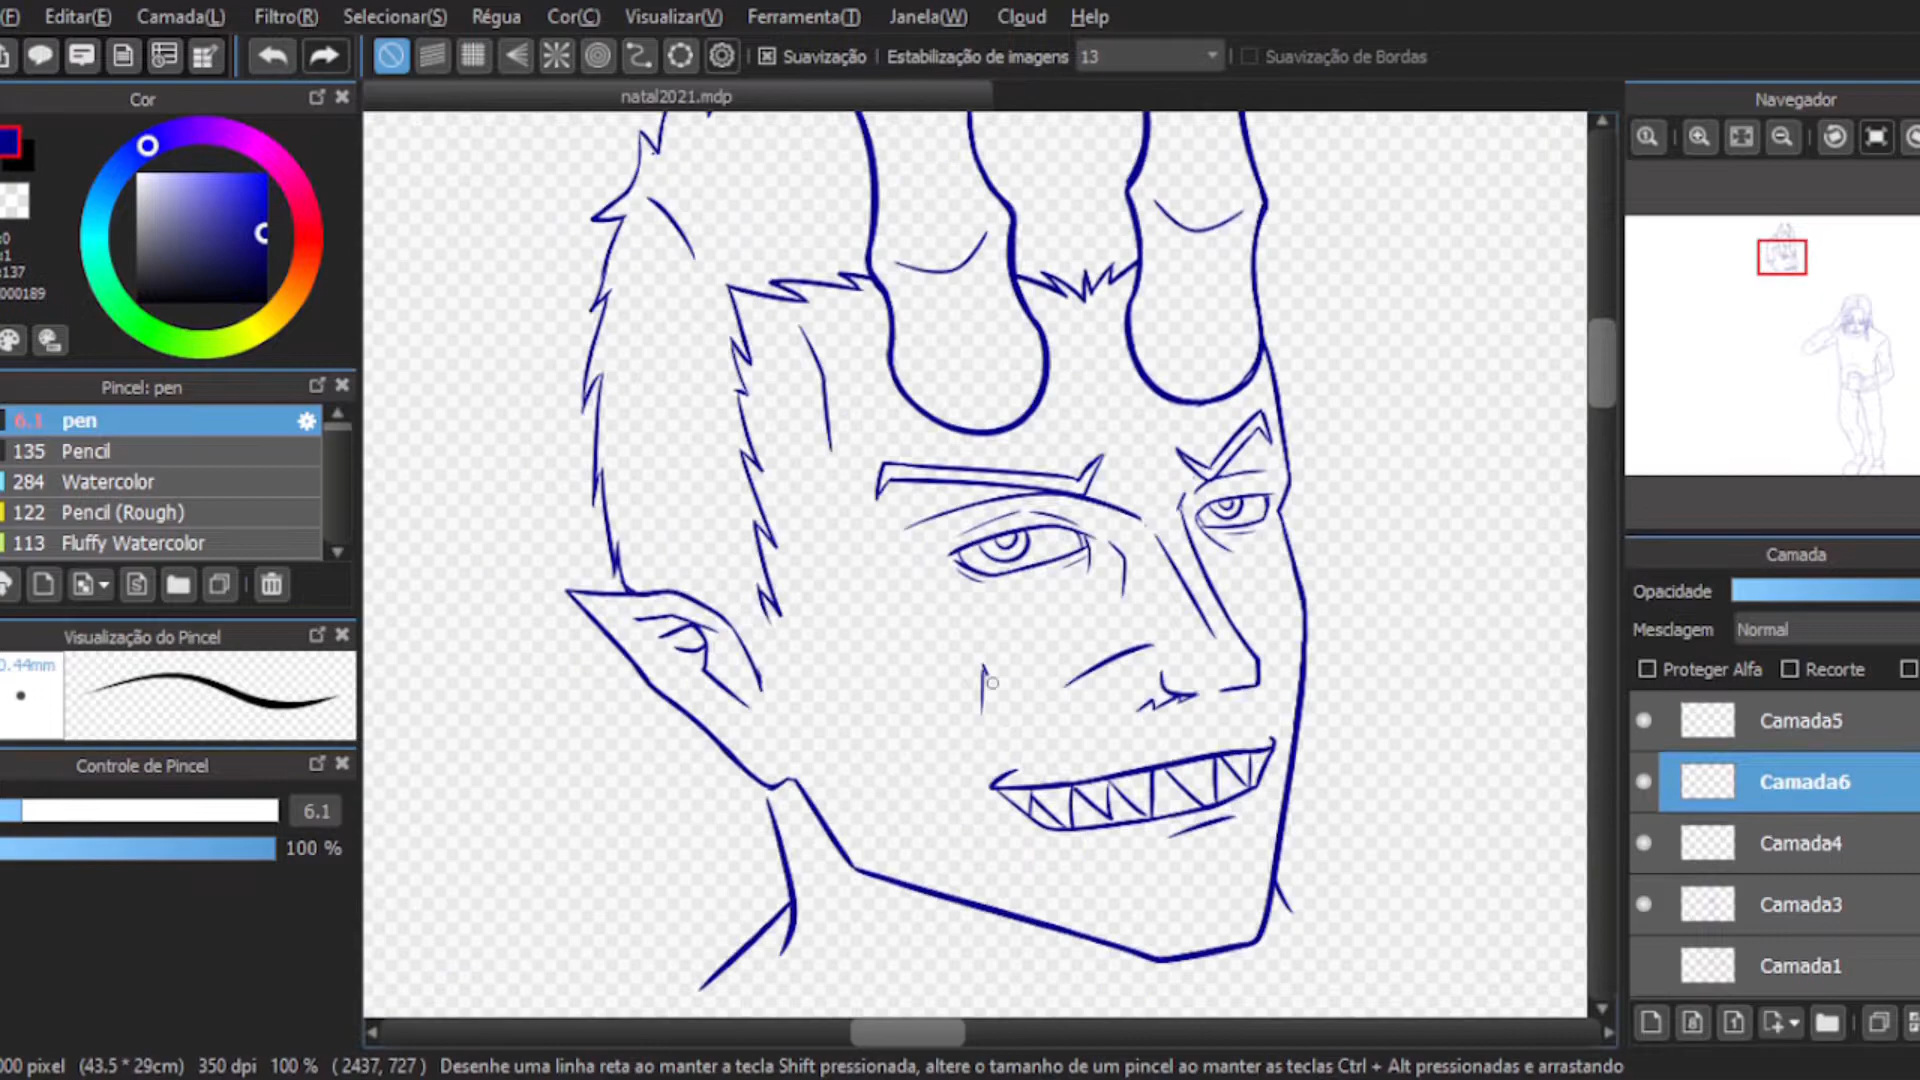 (F) Editar(E) Camada(L) Filtro(R) Selecionar(S) Régua Cor(C) Visualizar(V) Ferramenta(T) Janela(W) Cloud Help
Suavização Estabilização de imagens 13 Suavização de Bordas
Cor
natal2021.mdp
Navegador
:0
:1
:137
000189
Pincel: pen
6.1 pen
135 Pencil
284 Watercolor
122 Pencil (Rough)
113 Fluffy Watercolor
Visualização do Pincel
0.44mm
Controle de Pincel
6.1
100 %
Camada
Opacidade
Mesclagem Normal
Proteger Alfa Recorte
Camada5
Camada6
Camada4
Camada3
Camada1
000 pixel (43.5 * 29cm) 350 dpi 100 % ( 2437, 727 ) Desenhe uma linha reta ao manter a tecla Shift pressionada, altere o tamanho de um pincel ao manter as teclas Ctrl + Alt pressionadas e arrastando